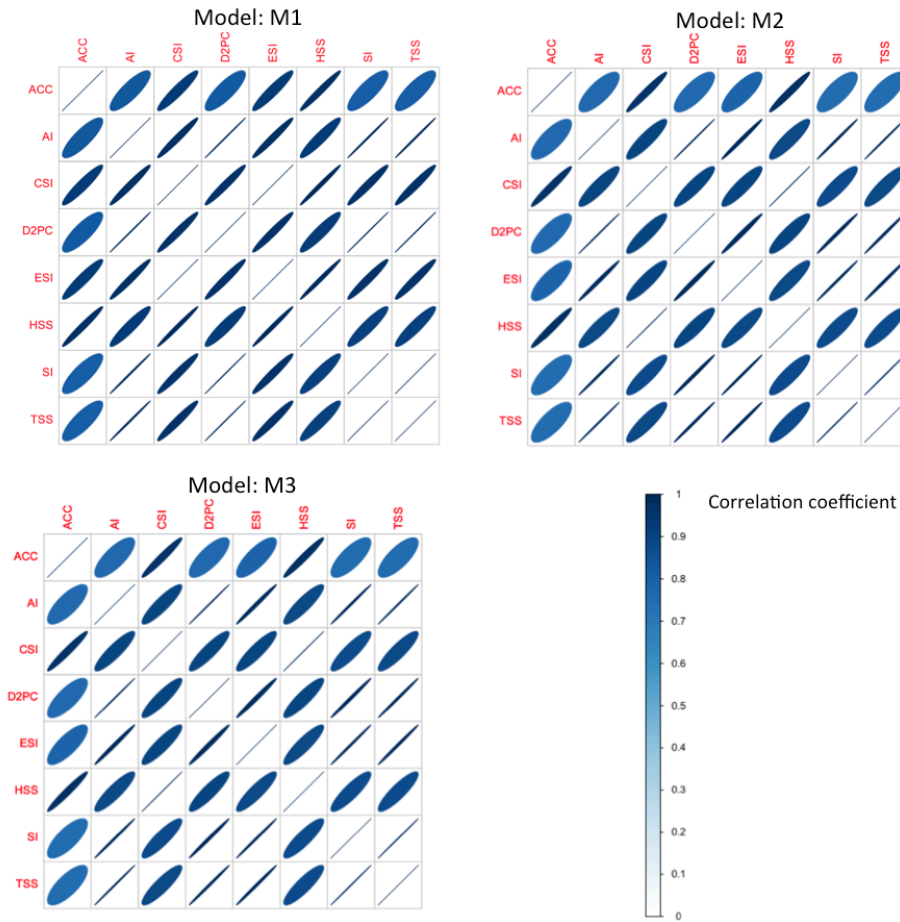 Model: M1
ACC AI CSI D2PC ESI HSS SI TSS
ACC
AI
CSI
D2PC
ESI
HSS
SI
TSS
Model: M2
ACC AI CSI D2PC ESI HSS SI TSS
ACC
AI
CSI
D2PC
ESI
HSS
SI
TSS
Model: M3
ACC AI CSI D2PC ESI HSS SI TSS
ACC
AI
CSI
D2PC
ESI
HSS
SI
TSS
Correlation coefficient
1
0.9
0.8
0.7
0.6
0.5
0.4
0.3
0.2
0.1
0